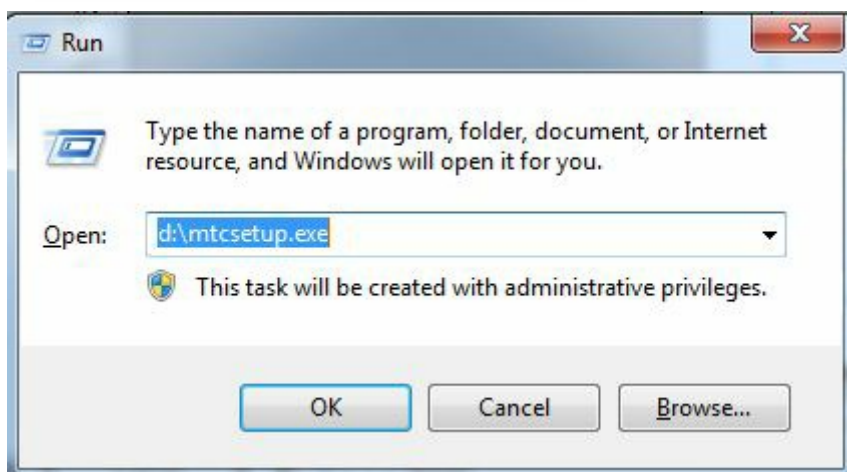 Run
Type the name of a program, folder, document, or Internet
resource, and Windows will open it for you.
Open: d:\mtcsetup.exe
This task will be created with administrative privileges.
OK Cancel Browse...